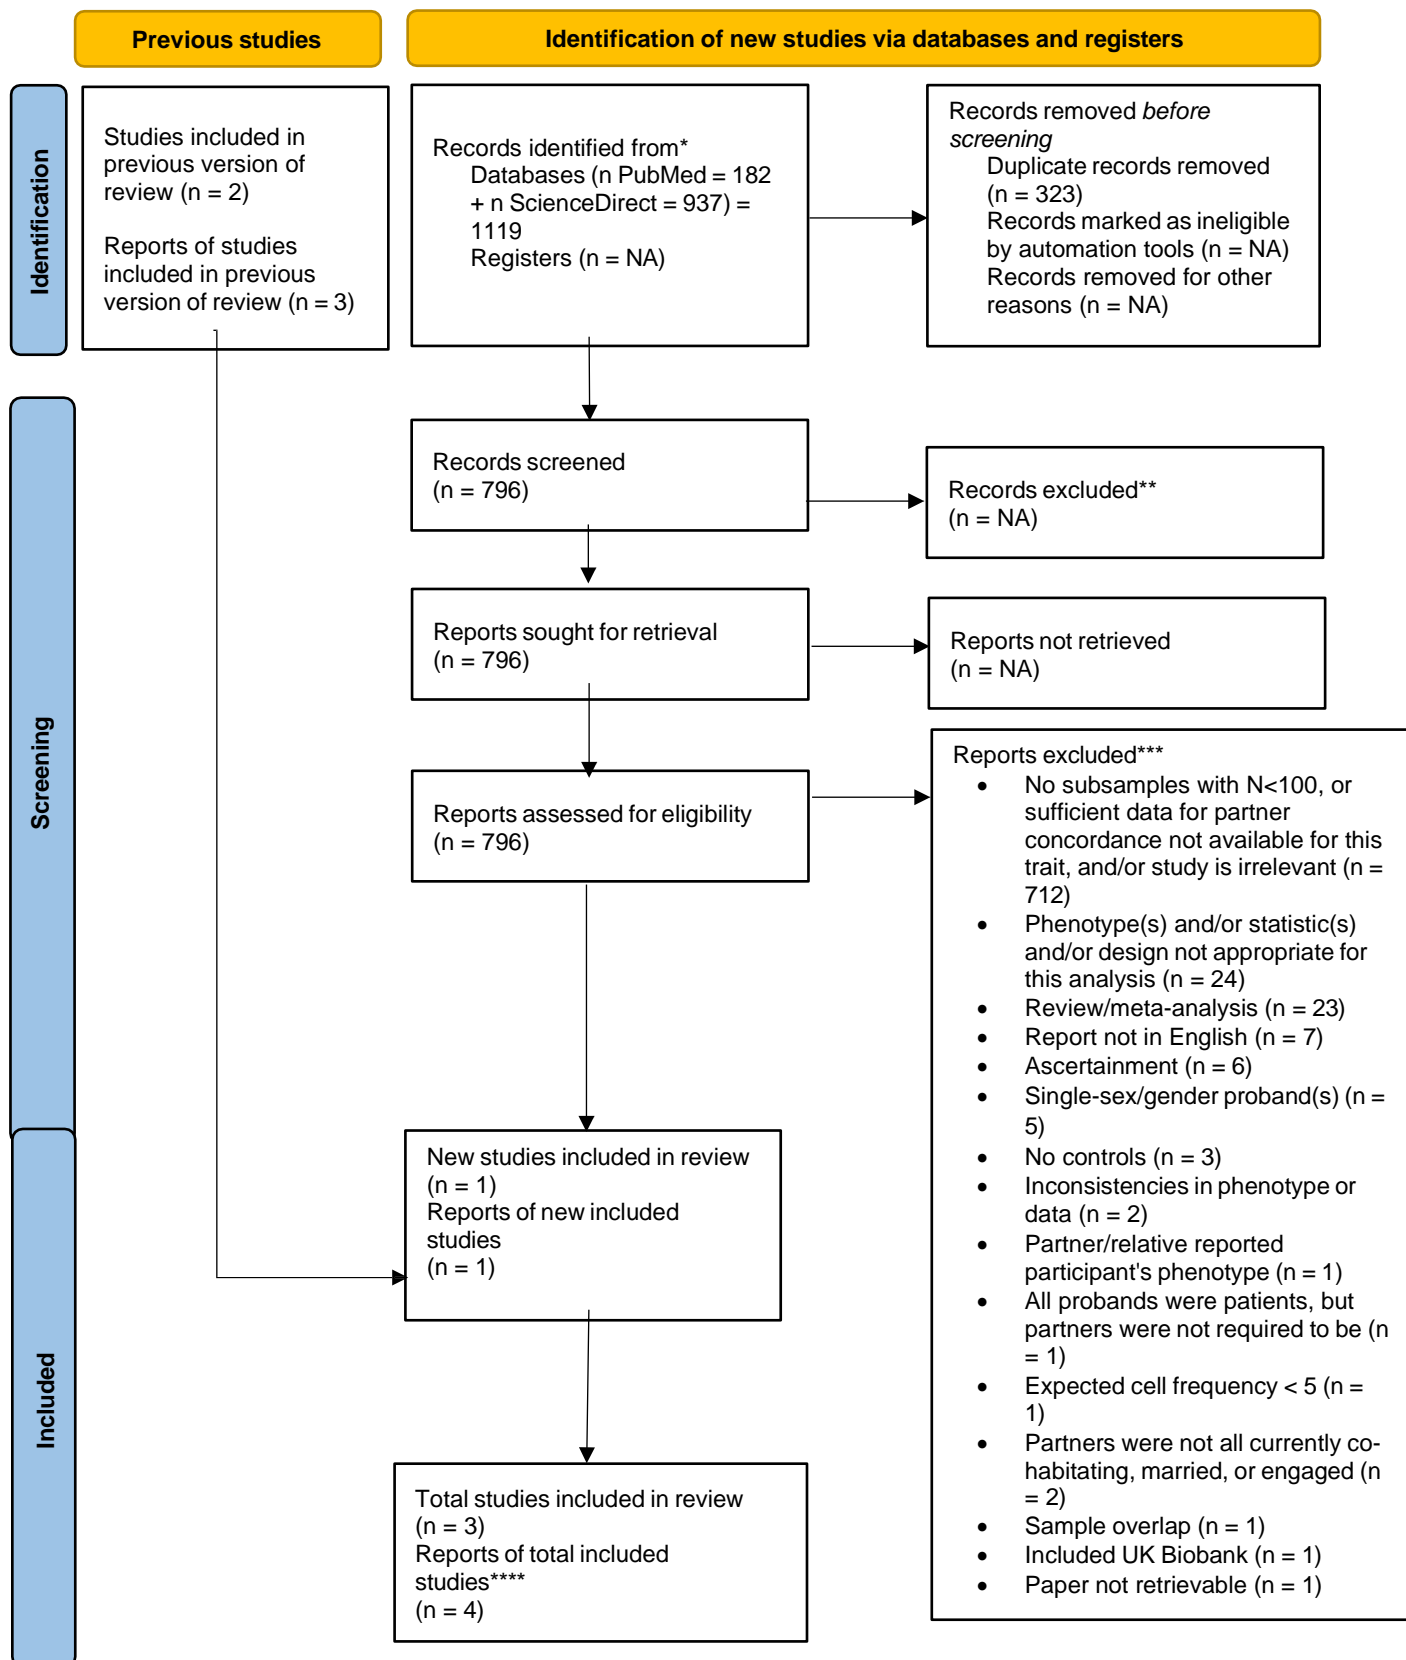 Previous studies
Identification of new studies via databases and registers
Identification
Studies included in
previous version of
review (n = 2)
Reports of studies
included in previous
version of review (n = 3)
Records identified from*
Databases (n PubMed = 182
+ n ScienceDirect = 937) =
1119
Registers (n = NA)
Records removed before
screening
Duplicate records removed
(n = 323)
Records marked as ineligible
by automation tools (n = NA)
Records removed for other
reasons (n = NA)
Screening
Records screened
(n = 796)
Records excluded**
(n = NA)
Reports sought for retrieval
(n = 796)
Reports not retrieved
(n = NA)
Reports assessed for eligibility
(n = 796)
Reports excluded***
• No subsamples with N<100, or
sufficient data for partner
concordance not available for this
trait, and/or study is irrelevant (n =
712)
• Phenotype(s) and/or statistic(s)
and/or design not appropriate for
this analysis (n = 24)
• Review/meta-analysis (n = 23)
• Report not in English (n = 7)
• Ascertainment (n = 6)
• Single-sex/gender proband(s) (n =
5)
• No controls (n = 3)
• Inconsistencies in phenotype or
data (n = 2)
• Partner/relative reported
participant's phenotype (n = 1)
• All probands were patients, but
partners were not required to be (n
= 1)
• Expected cell frequency < 5 (n =
1)
• Partners were not all currently co-
habitating, married, or engaged (n
= 2)
• Sample overlap (n = 1)
• Included UK Biobank (n = 1)
• Paper not retrievable (n = 1)
Included
New studies included in review
(n = 1)
Reports of new included
studies
(n = 1)
Total studies included in review
(n = 3)
Reports of total included
studies****
(n = 4)